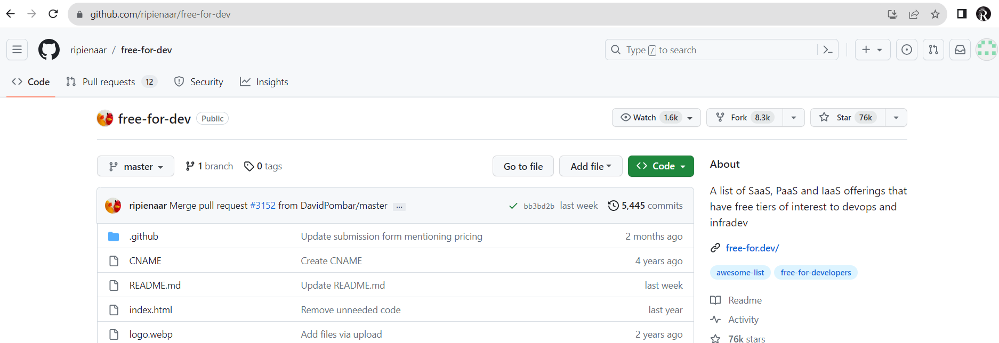 github.com/ripienaar/free-for-dev
ripienaar / free-for-dev
Type / to search
Code Pull requests 12 Security Insights
free-for-dev Public
Watch 1.6k Fork 8.3k Star 76k
master 1 branch 0 tags Go to file Add file Code
ripienaar Merge pull request #3152 from DavidPombar/master ... bb3bd2b last week 5,445 commits
.github Update submission form mentioning pricing 2 months ago
CNAME Create CNAME 4 years ago
README.md Update README.md last week
index.html Remove unneeded code last year
logo.webp Add files via upload 2 years ago
About
A list of SaaS, PaaS and IaaS offerings that
have free tiers of interest to devops and
infradev
free-for.dev/
awesome-list free-for-developers
Readme
Activity
76k stars